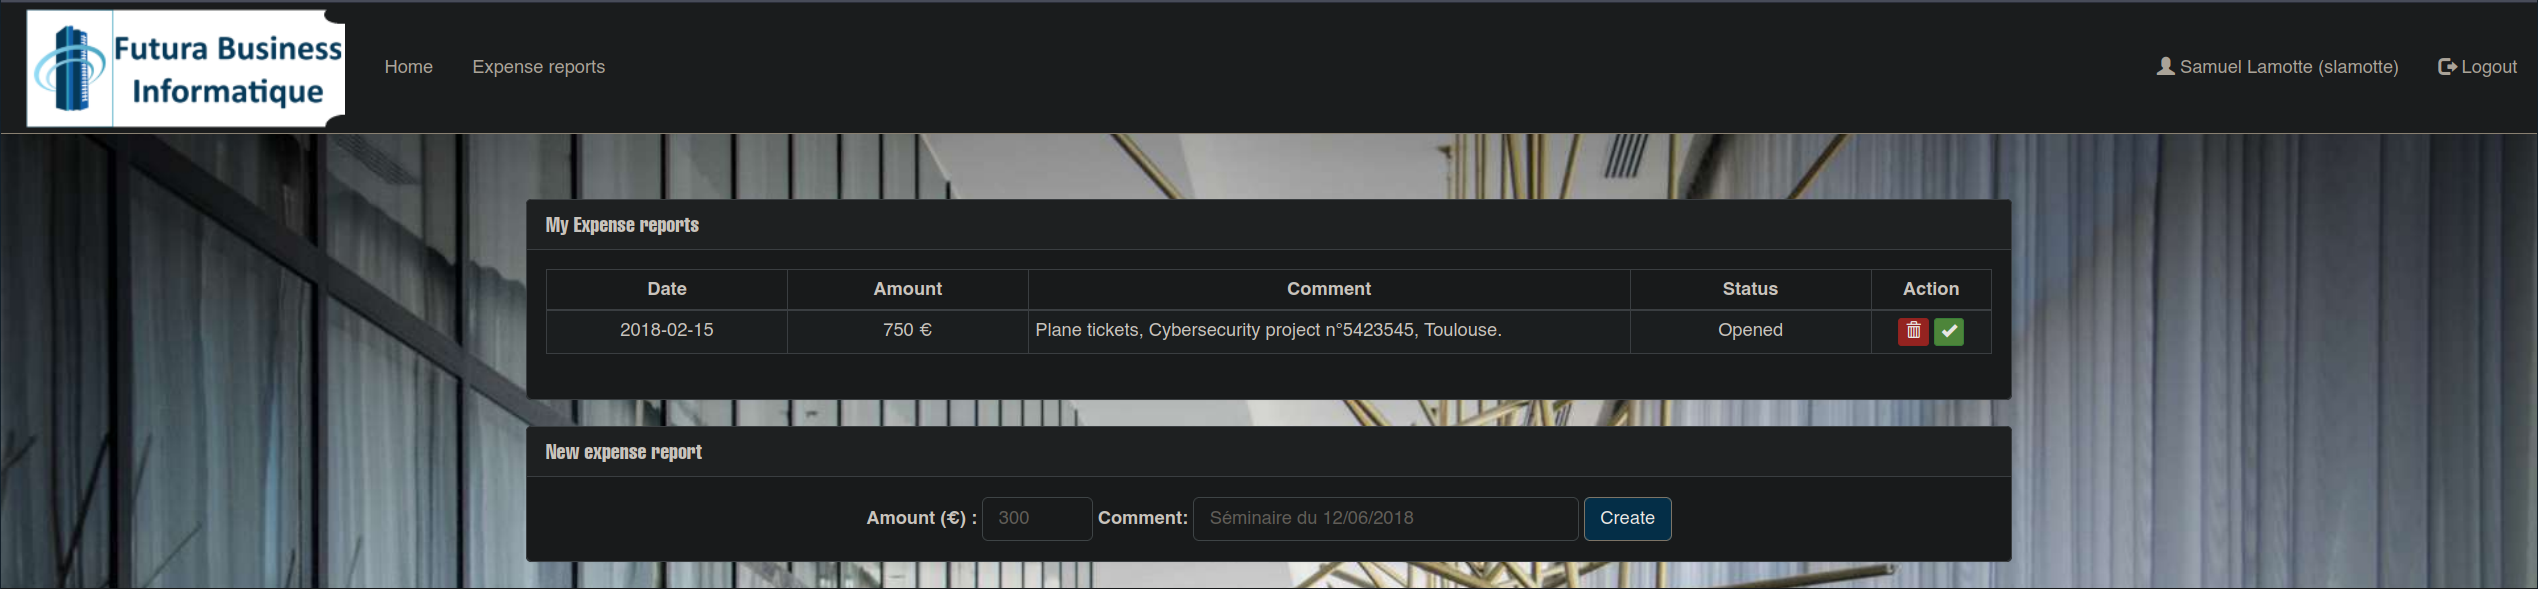 Futura Business
Informatique
Home
Expense reports
Samuel Lamotte (slamotte)
Logout
My Expense reports
Date Amount Comment Status Action
2018-02-15 750 € Plane tickets, Cybersecurity project n°5423545, Toulouse. Opened
New expense report
Amount (€) : 300 Comment: Séminaire du 12/06/2018 Create